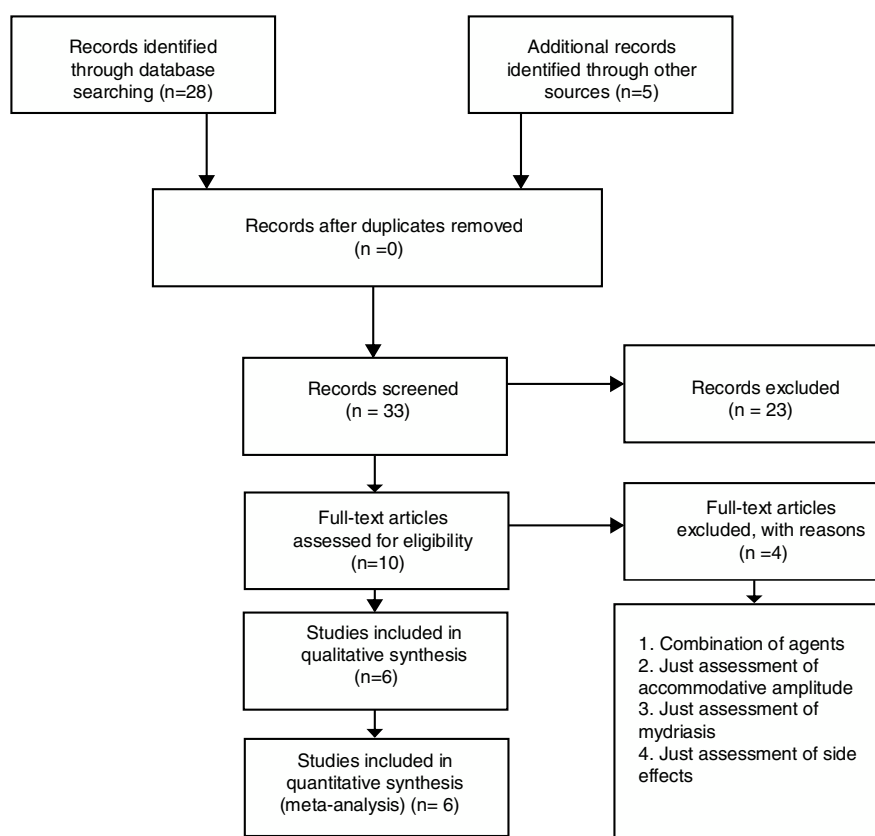 Records identified
through database
searching (n=28)
Additional records
identified through other
sources (n=5)
Records after duplicates removed
(n =0)
Records screened
(n = 33)
Records excluded
(n = 23)
Full-text articles
assessed for eligibility
(n=10)
Full-text articles
excluded, with reasons
(n =4)
Studies included in
qualitative synthesis
(n=6)
1. Combination of agents
2. Just assessment of
accommodative amplitude
3. Just assessment of
mydriasis
4. Just assessment of side
effects
Studies included in
quantitative synthesis
(meta-analysis) (n= 6)